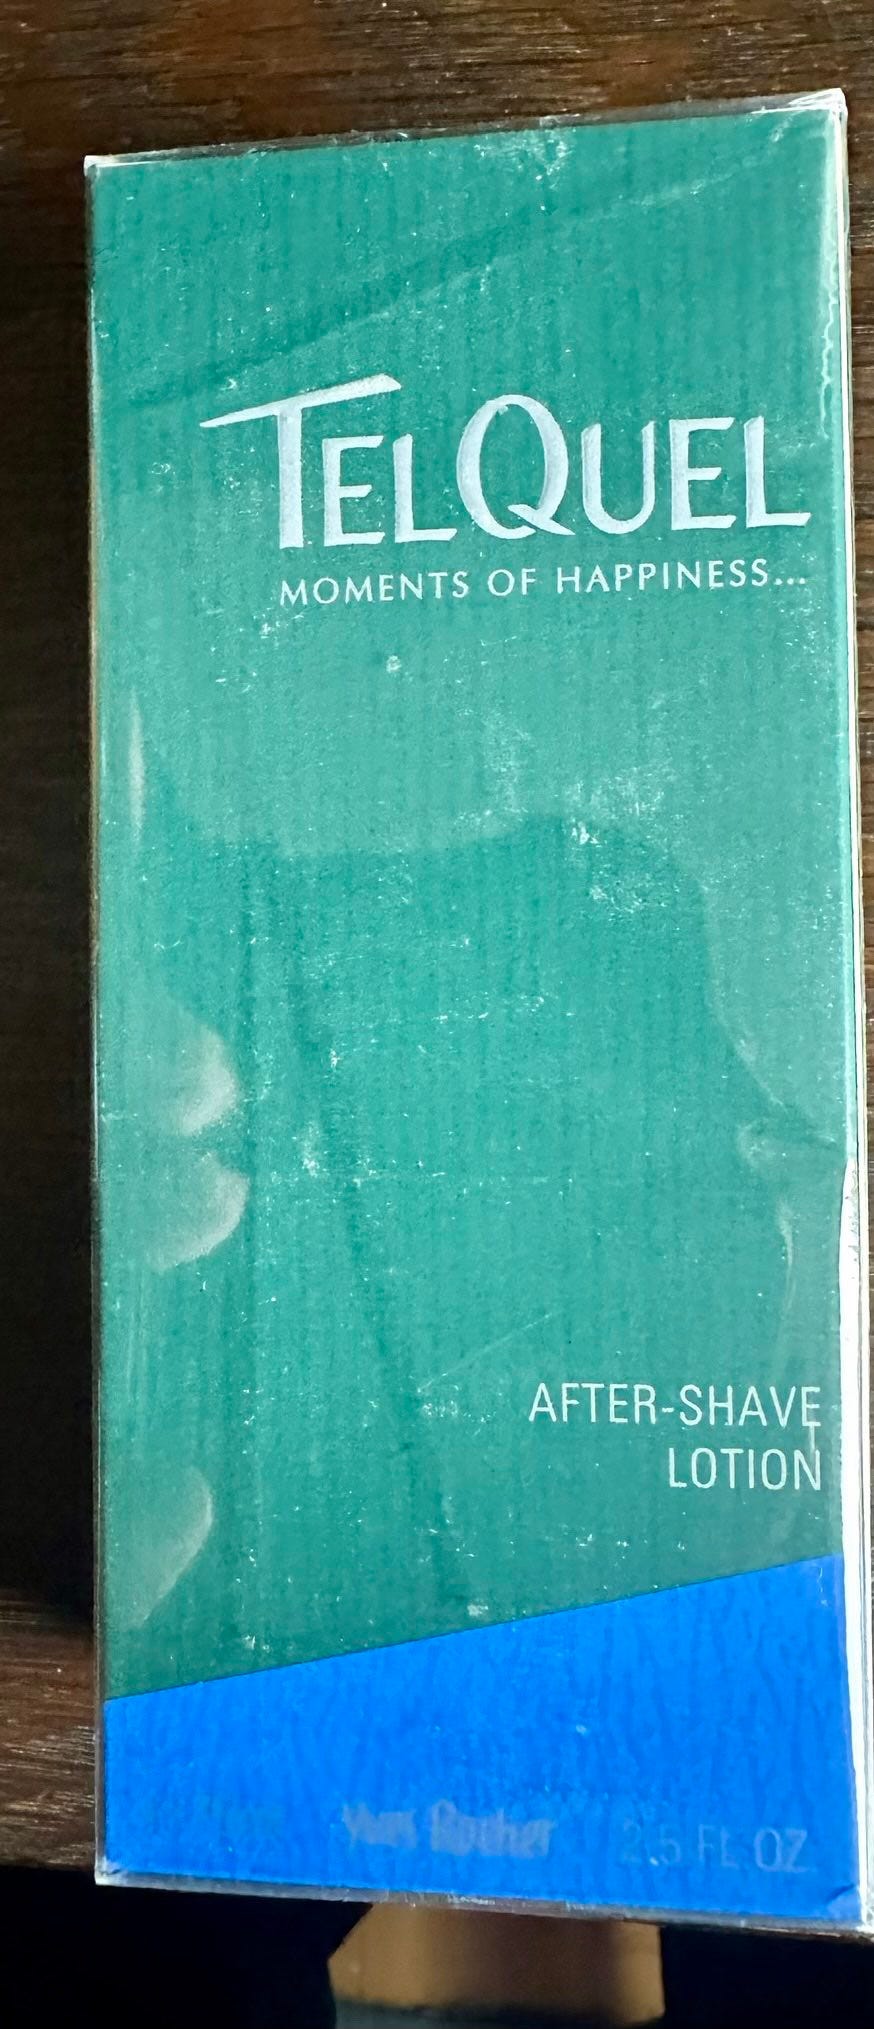 TELQUEL
MOMENTS OF HAPPINESS...
AFTER-SHAVE
LOTION
Yves Rocher 2.5 FL OZ